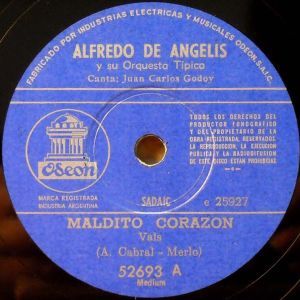 FABRICADO POR INDUSTRIAS ELECTRICAS Y MUSICALES ODEON, S.A.I.C.
ALFREDO DE ANGELIS
y su Orquesta Típica
Canta: Juan Carlos Godoy
TODOS LOS DERECHOS DEL
PRODUCTOR FONOGRAFICO
Y DEL PROPIETARIO DE LA
OBRA REGISTRADA, RESERVADOS.
LA REPRODUCCION, LA EJECUCION
PUBLICA Y LA RADIODIFUSION
DE ESTE DISCO ESTAN PROHIBIDAS
Odeon
MARCA REGISTRADA
INDUSTRIA ARGENTINA
SADAIC
e 25927
MALDITO CORAZON
Vals
(A. Cabral - Merlo)
52693 A
Medium